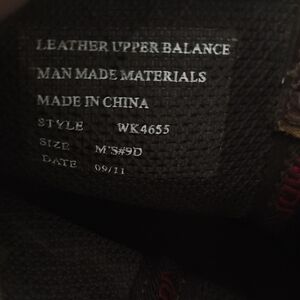 LEATHER UPPER BALANCE
MAN MADE MATERIALS
MADE IN CHINA
STYLE WK4655
SIZE M'S#9D
DATE 09/11